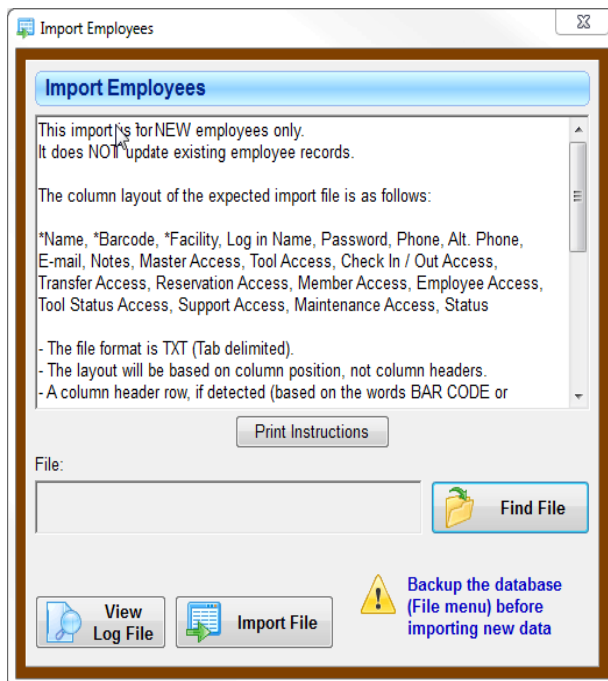 Import Employees
Import Employees
This import is for NEW employees only.
It does NOT update existing employee records.
The column layout of the expected import file is as follows:
*Name, *Barcode, *Facility, Log in Name, Password, Phone, Alt. Phone,
E-mail, Notes, Master Access, Tool Access, Check In / Out Access,
Transfer Access, Reservation Access, Member Access, Employee Access,
Tool Status Access, Support Access, Maintenance Access, Status
- The file format is TXT (Tab delimited).
- The layout will be based on column position, not column headers.
- A column header row, if detected (based on the words BAR CODE or
Print Instructions
File:
Find File
View
Log File
Import File
Backup the database
(File menu) before
importing new data